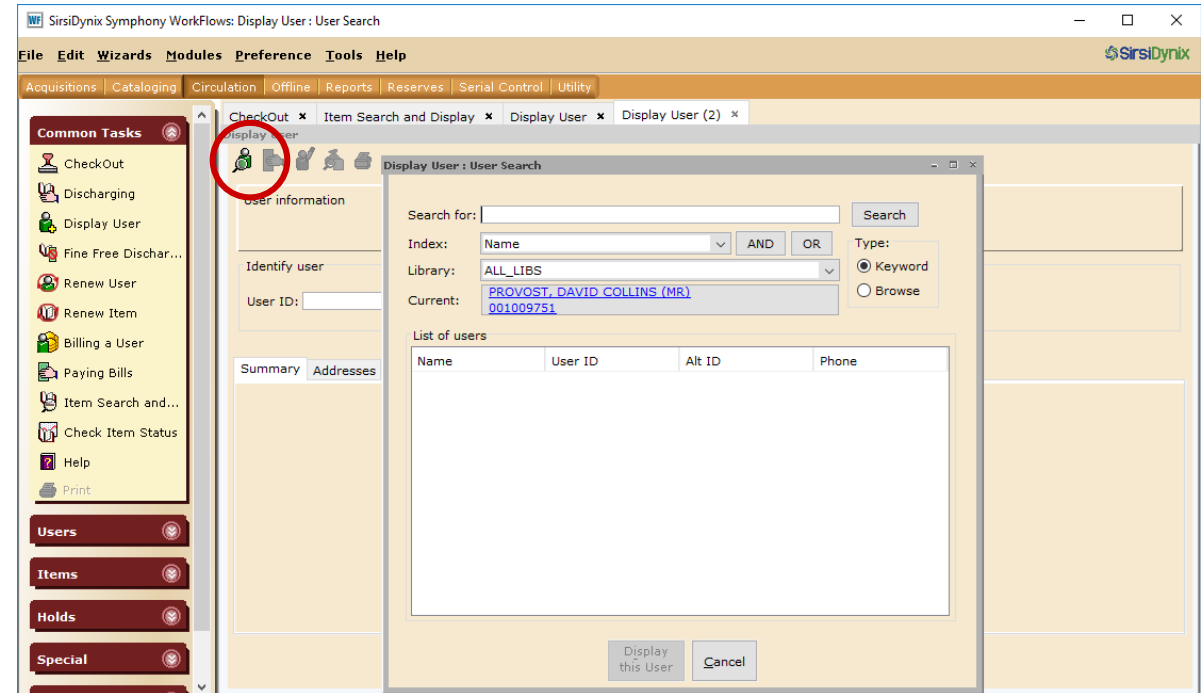 WF SirsiDynix Symphony WorkFlows: Display User : User Search
File Edit Wizards Modules Preference Tools Help
SirsiDynix
Acquisitions Cataloging Circulation Offline Reports Reserves Serial Control Utility
CheckOut Item Search and Display Display User Display User (2)
Display User
Common Tasks
CheckOut
Discharging
Display User
Fine Free Dischar...
Renew User
Renew Item
Billing a User
Paying Bills
Item Search and...
Check Item Status
Help
Print
Users
Items
Holds
Special
User information
Identify user
User ID:
Summary Addresses
Display User : User Search
Search for: Search
Index: Name AND OR Type:
Library: ALL_LIBS Keyword
Current: PROVOST, DAVID COLLINS (MR) Browse
001009751
List of users
Name User ID Alt ID Phone
Display
this User
Cancel